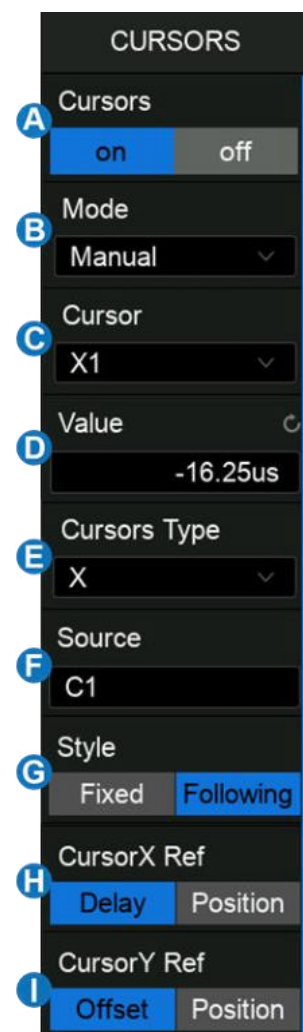 CURSORS
A
Cursors
on off
B
Mode
Manual
C
Cursor
X1
D
Value
-16.25us
E
Cursors Type
X
F
Source
C1
G
Style
Fixed Following
H
CursorX Ref
Delay Position
I
CursorY Ref
Offset Position